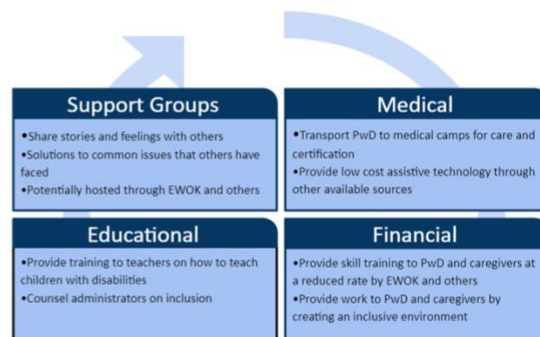 Support Groups
•Share stories and feelings with others
•Solutions to common issues that others have
faced
•Potentially hosted through EWOK and others
Medical
•Transport PwD to medical camps for care and
certification
•Provide low cost assistive technology through
other available sources
Educational
•Provide training to teachers on how to teach
children with disabilities
•Counsel administrators on inclusion
Financial
•Provide skill training to PwD and caregivers at
a reduced rate by EWOK and others
•Provide work to PwD and caregivers by
creating an inclusive environment